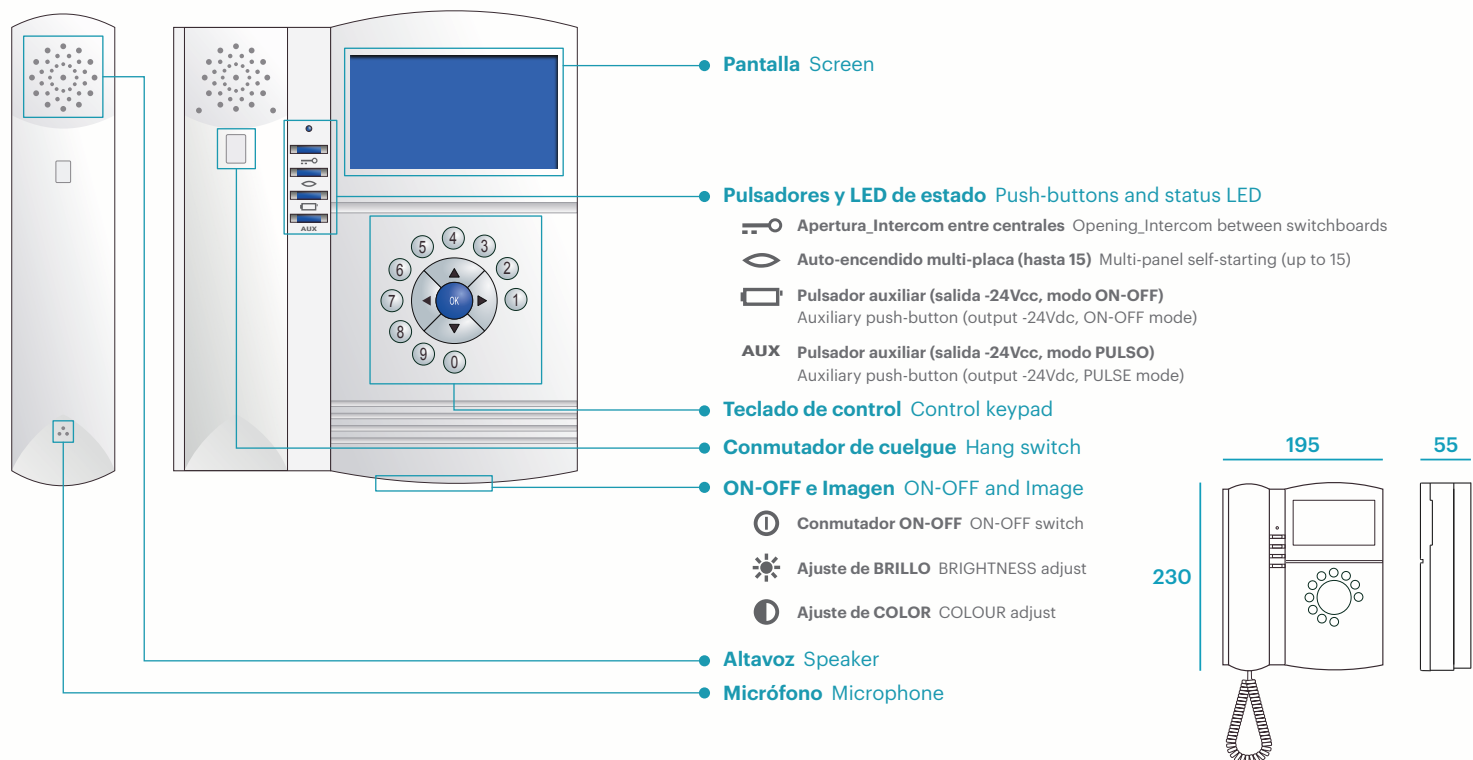 Pantalla Screen
Pulsadores y LED de estado Push-buttons and status LED
Apertura_Intercom entre centrales Opening_Intercom between switchboards
Auto-encendido multi-placa (hasta 15) Multi-panel self-starting (up to 15)
Pulsador auxiliar (salida -24Vcc, modo ON-OFF)
Auxiliary push-button (output -24Vdc, ON-OFF mode)
AUX Pulsador auxiliar (salida -24Vcc, modo PULSO)
Auxiliary push-button (output -24Vdc, PULSE mode)
Teclado de control Control keypad
Conmutador de cuelgue Hang switch
ON-OFF e Imagen ON-OFF and Image
Conmutador ON-OFF ON-OFF switch
Ajuste de BRILLO BRIGHTNESS adjust
Ajuste de COLOR COLOUR adjust
Altavoz Speaker
Micrófono Microphone
AUX
1
2
3
4
5
6
7
8
9
0
OK
195
55
230